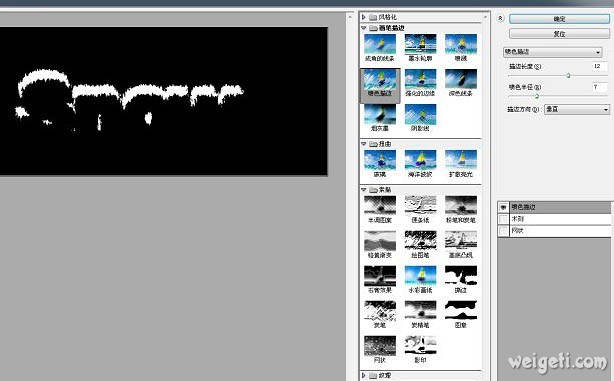 风格化
画笔描边
成角的线条 墨水轮廓 喷溅
喷色描边 强化的边缘 深色线条
烟灰墨 阴影线
扭曲
玻璃 海洋波纹 扩散亮光
素描
半调图案 便条纸 粉笔和炭笔
铬黄渐变 绘图笔 基底凸现
石膏效果 水彩画纸 撕边
炭笔 炭精笔 图章
网状 影印
纹理
确定
复位
喷色描边
描边长度(S) 12
喷色半径(R) 7
描边方向(D): 垂直
喷色描边
木刻
网状
weigeti.com